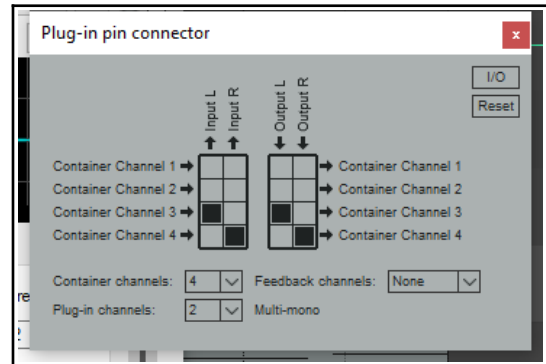 Plug-in pin connector
x
I/O
Reset
Input L
Input R
Output L
Output R
Container Channel 1
Container Channel 1
Container Channel 2
Container Channel 2
Container Channel 3
Container Channel 3
Container Channel 4
Container Channel 4
Container channels: 4 Feedback channels: None
re
Plug-in channels: 2 Multi-mono